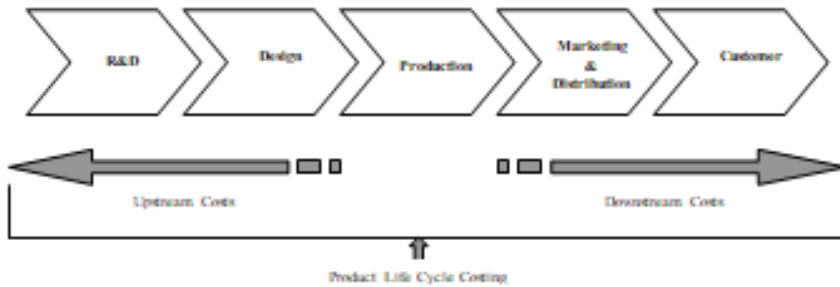 R&D
Design
Production
Marketing
&
Distribution
Customer
Upstream Costs
Downstream Costs
Product Life Cycle Costing